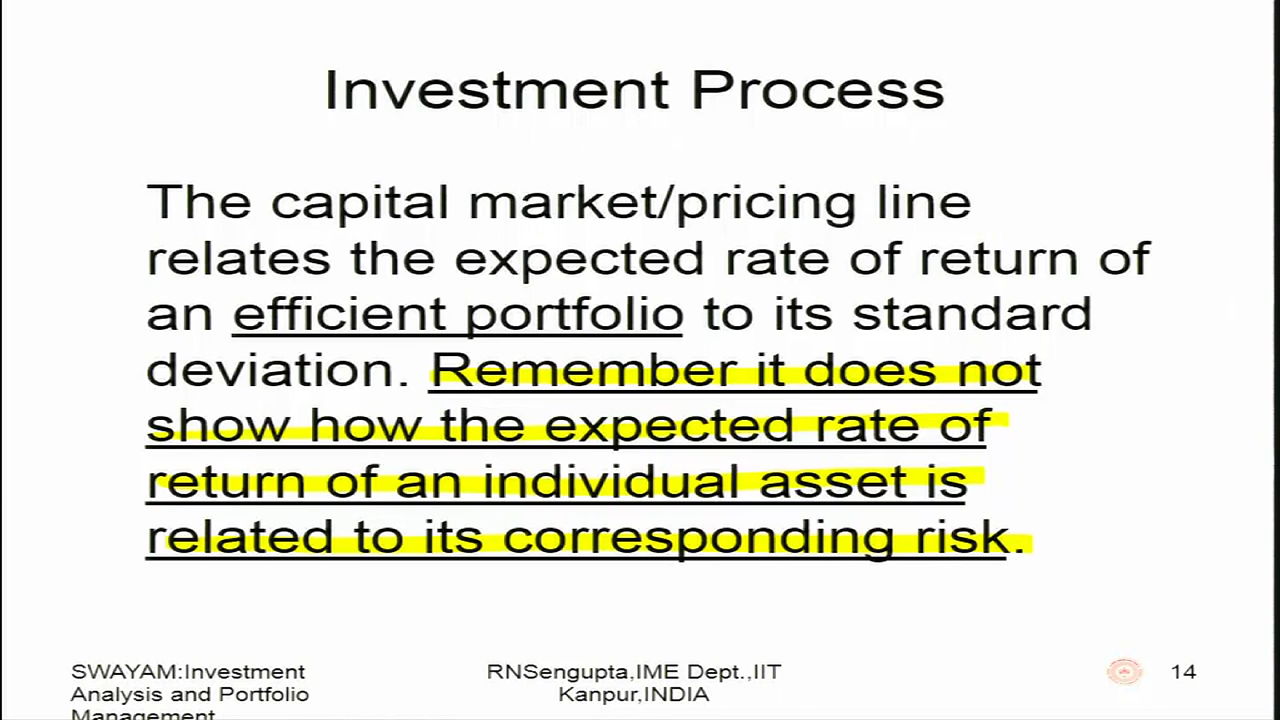 Investment Process
The capital market/pricing line
relates the expected rate of return of
an efficient portfolio to its standard
deviation. Remember it does not
show how the expected rate of
return of an individual asset is
related to its corresponding risk.
SWAYAM:Investment
Analysis and Portfolio
Management
RNSengupta,IME Dept.,IIT
Kanpur,INDIA
14